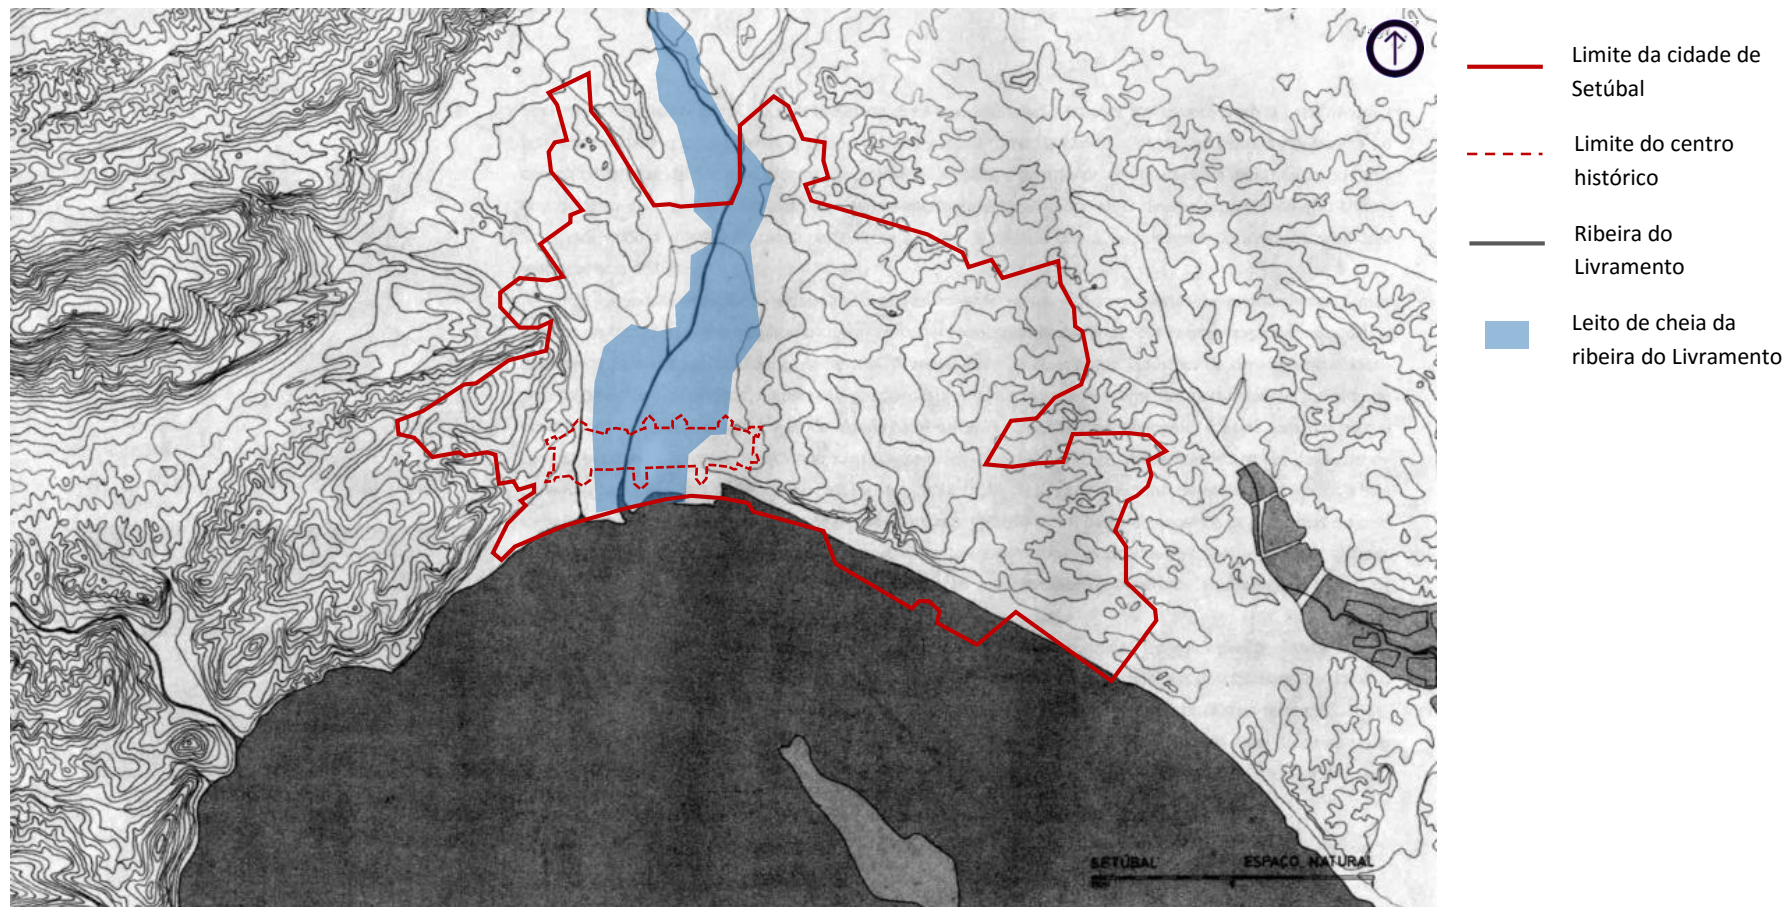 Limite da cidade de
Setúbal
Limite do centro
histórico
Ribeira do
Livramento
Leito de cheia da
ribeira do Livramento
SETÚBAL
ESPAÇO NATURAL